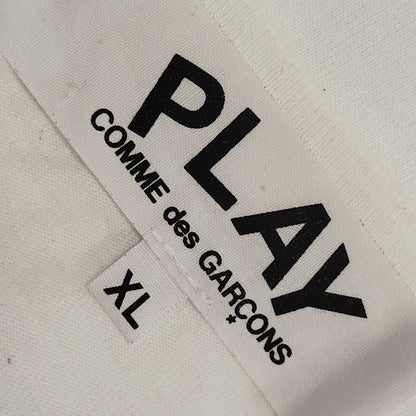 PLAY
COMME des GARÇONS
*
XL